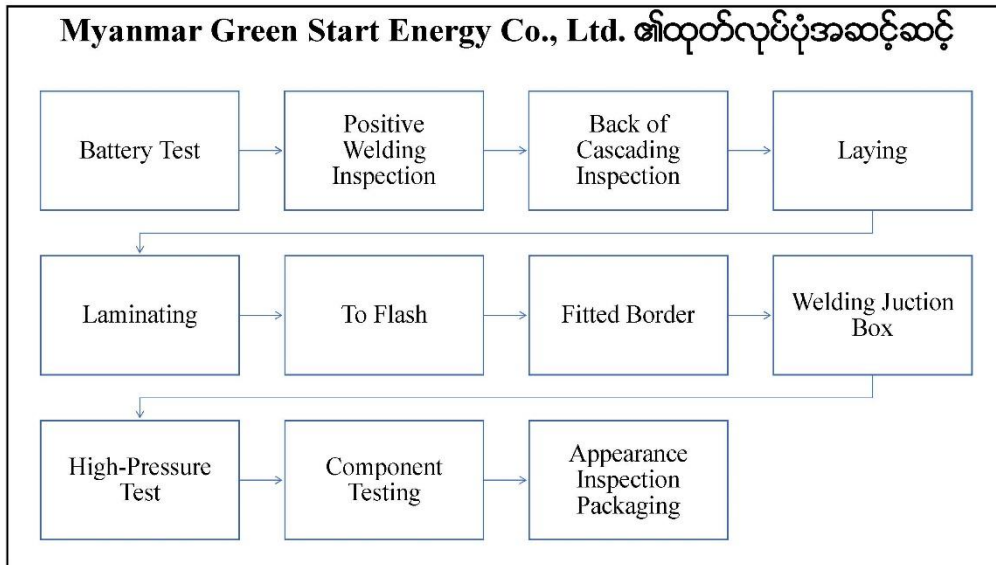 Myanmar Green Start Energy Co., Ltd. ၏ထုတ်လုပ်ပုံအဆင့်ဆင့်
Battery Test
Positive
Welding
Inspection
Back of
Cascading
Inspection
Laying
Laminating
To Flash
Fitted Border
Welding Juction
Box
High-Pressure
Test
Component
Testing
Appearance
Inspection
Packaging